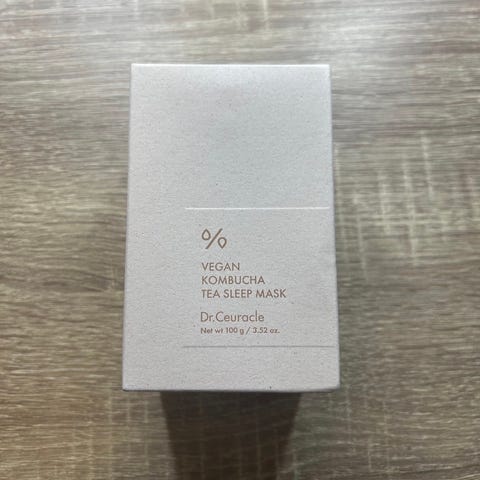 %
VEGAN
KOMBUCHA
TEA SLEEP MASK
Dr.Ceuracle
Net wt 100 g / 3.52 oz.